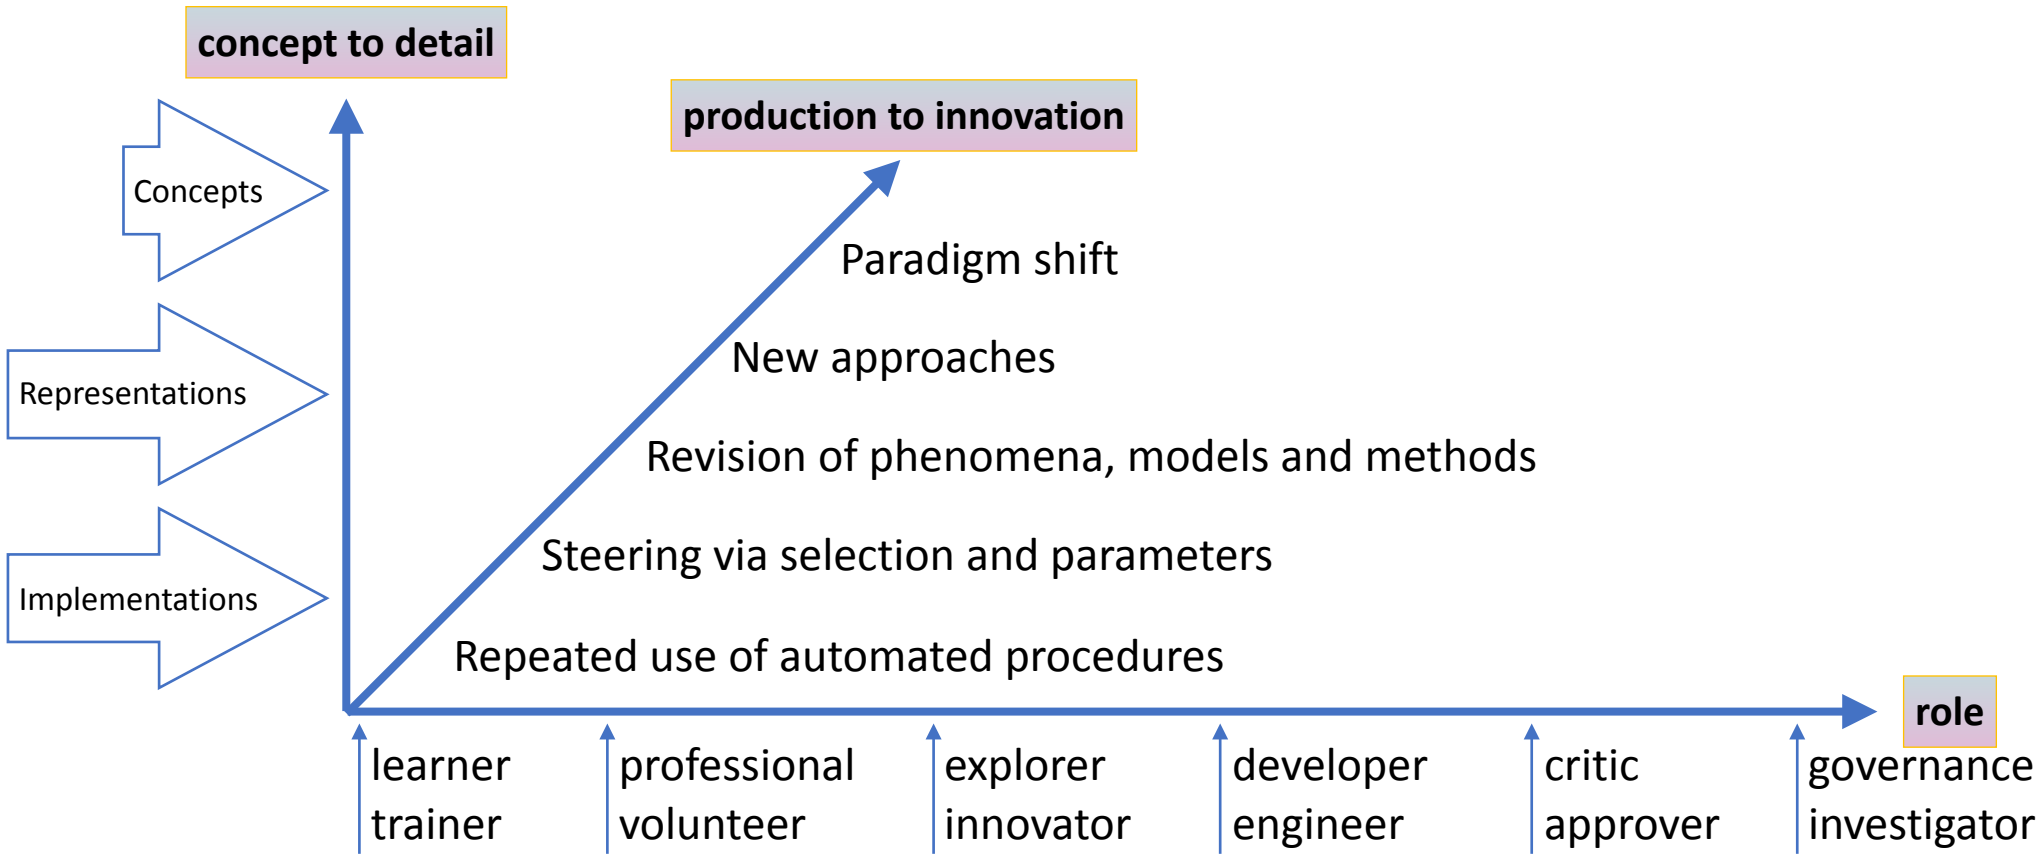 concept to detail
production to innovation
Concepts
Paradigm shift
New approaches
Representations
Revision of phenomena, models and methods
Steering via selection and parameters
Implementations
Repeated use of automated procedures
role
learner
trainer
professional
volunteer
explorer
innovator
developer
engineer
critic
approver
governance
investigator